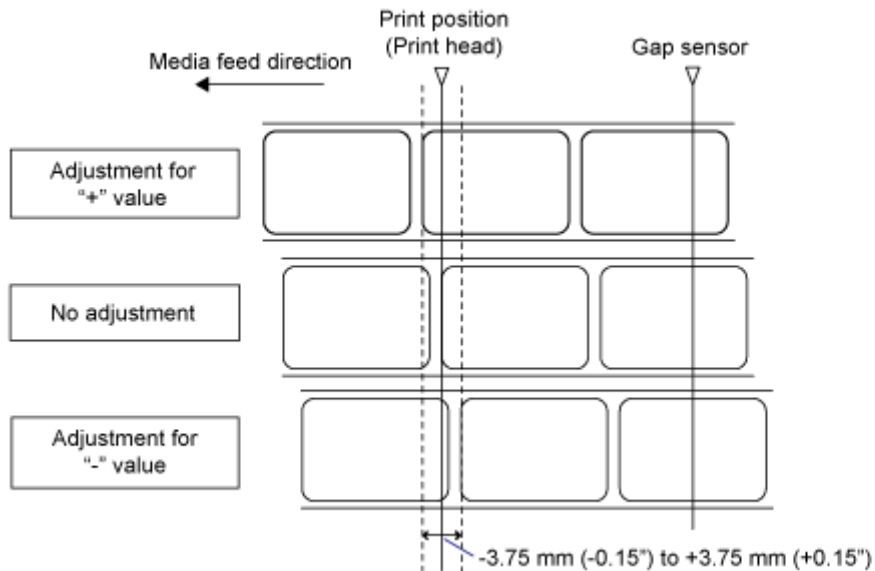 Print position
(Print head)
Gap sensor
Media feed direction
Adjustment for
“+” value
No adjustment
Adjustment for
“-” value
-3.75 mm (-0.15”) to +3.75 mm (+0.15”)